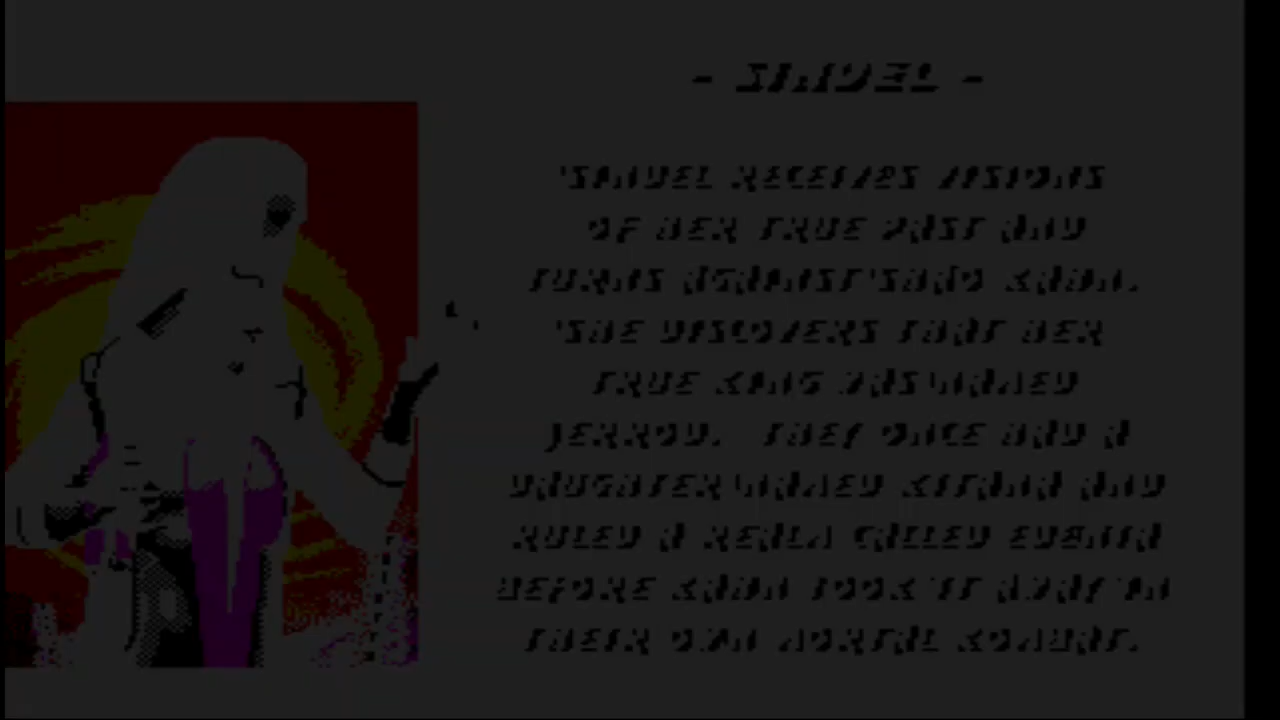 - SINDEL -
SINDEL RECEIVES VISIONS
OF HER TRUE PAST AND
TURNS AGAINST SHAO KAHN.
SHE DISCOVERS THAT HER
TRUE KING WAS NAMED
JERROD. THEY ONCE HAD A
DAUGHTER NAMED KITANA AND
RULED A REALM CALLED EDENIA
BEFORE KAHN TOOK IT AWAY IN
THEIR OWN MORTAL KOMBAT.